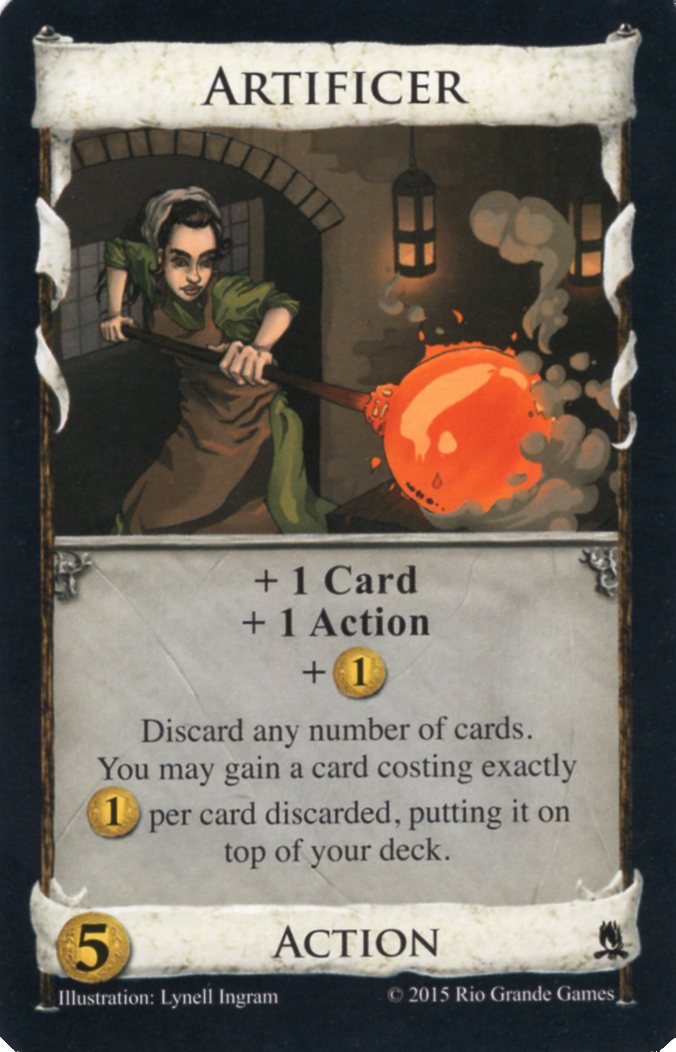 ARTIFICER
+ 1 Card
+ 1 Action
+ 1
Discard any number of cards.
You may gain a card costing exactly
1 per card discarded, putting it on
top of your deck.
5 ACTION
Illustration: Lynell Ingram © 2015 Rio Grande Games